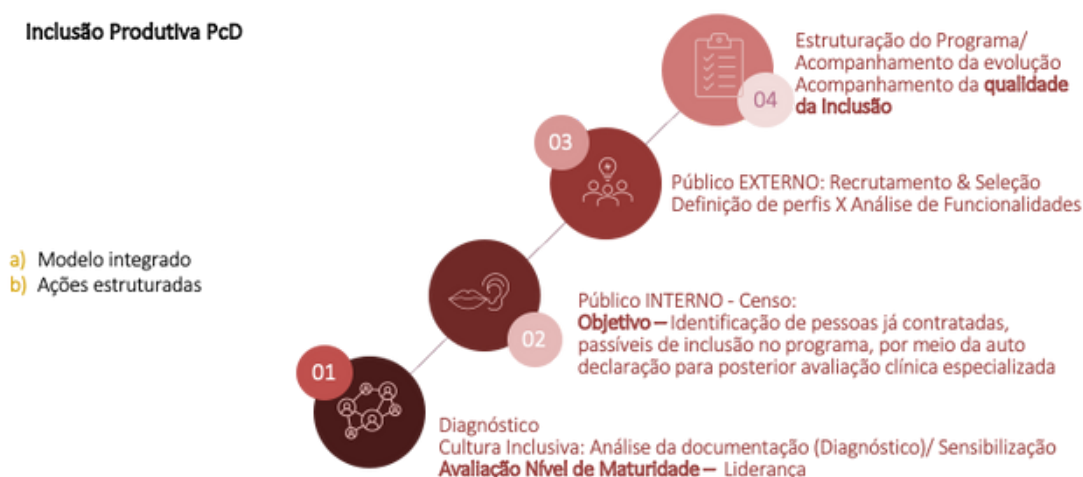 Inclusão Produtiva PcD
a) Modelo integrado
b) Ações estruturadas
01
Diagnóstico
Cultura Inclusiva: Análise da documentação (Diagnóstico)/ Sensibilização
Avaliação Nível de Maturidade – Liderança
02
Público INTERNO - Censo:
Objetivo – Identificação de pessoas já contratadas,
passíveis de inclusão no programa, por meio da auto
declaração para posterior avaliação clínica especializada
03
Público EXTERNO: Recrutamento & Seleção
Definição de perfis X Análise de Funcionalidades
04
Estruturação do Programa/
Acompanhamento da evolução
Acompanhamento da qualidade
da Inclusão